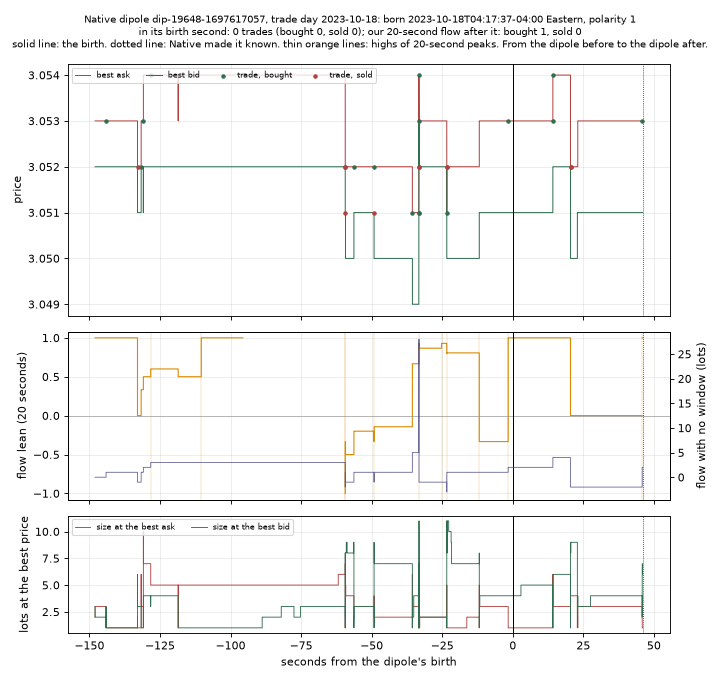 Native dipole dip-19648-1697617057, trade day 2023-10-18: born 2023-10-18T04:17:37-04:00 Eastern, polarity 1
in its birth second: 0 trades (bought 0, sold 0); our 20-second flow after it: bought 1, sold 0
solid line: the birth. dotted line: Native made it known. thin orange lines: highs of 20-second peaks. From the dipole before to the dipole after.
best ask
best bid
trade, bought
trade, sold
3.054
3.053
3.052
3.051
3.050
3.049
price
1.0
0.5
0.0
−0.5
−1.0
flow lean (20 seconds)
25
20
15
10
5
0
flow with no window (lots)
size at the best ask
size at the best bid
10.0
7.5
5.0
2.5
lots at the best price
−150
−125
−100
−75
−50
−25
0
25
50
seconds from the dipole's birth